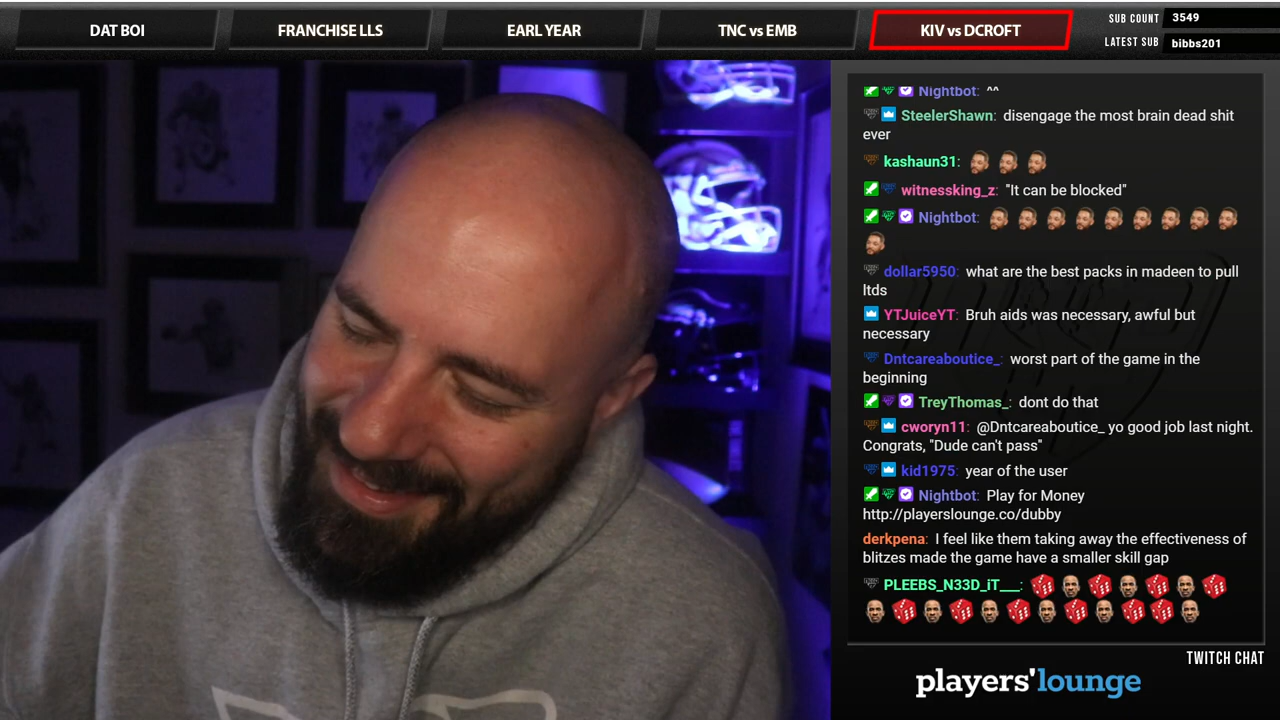 DAT BOI
FRANCHISE LLS
EARL YEAR
TNC vs EMB
KIV vs DCROFT
SUB COUNT 3549
LATEST SUB bibbs201
Nightbot: ^^
SteelerShawn: disengage the most brain dead shit
ever
kashaun31:
witnessking_z: "It can be blocked"
Nightbot:
dollar5950: what are the best packs in madeen to pull
ltds
YTJuiceYT: Bruh aids was necessary, awful but
necessary
Dntcareaboutice_: worst part of the game in the
beginning
TreyThomas_: dont do that
cworyn11: @Dntcareaboutice_ yo good job last night.
Congrats, "Dude can't pass"
kid1975: year of the user
Nightbot: Play for Money
http://playerslounge.co/dubby
derkpena: I feel like them taking away the effectiveness of
blitzes made the game have a smaller skill gap
PLEEBS_N33D_iT___:
TWITCH CHAT
players'lounge